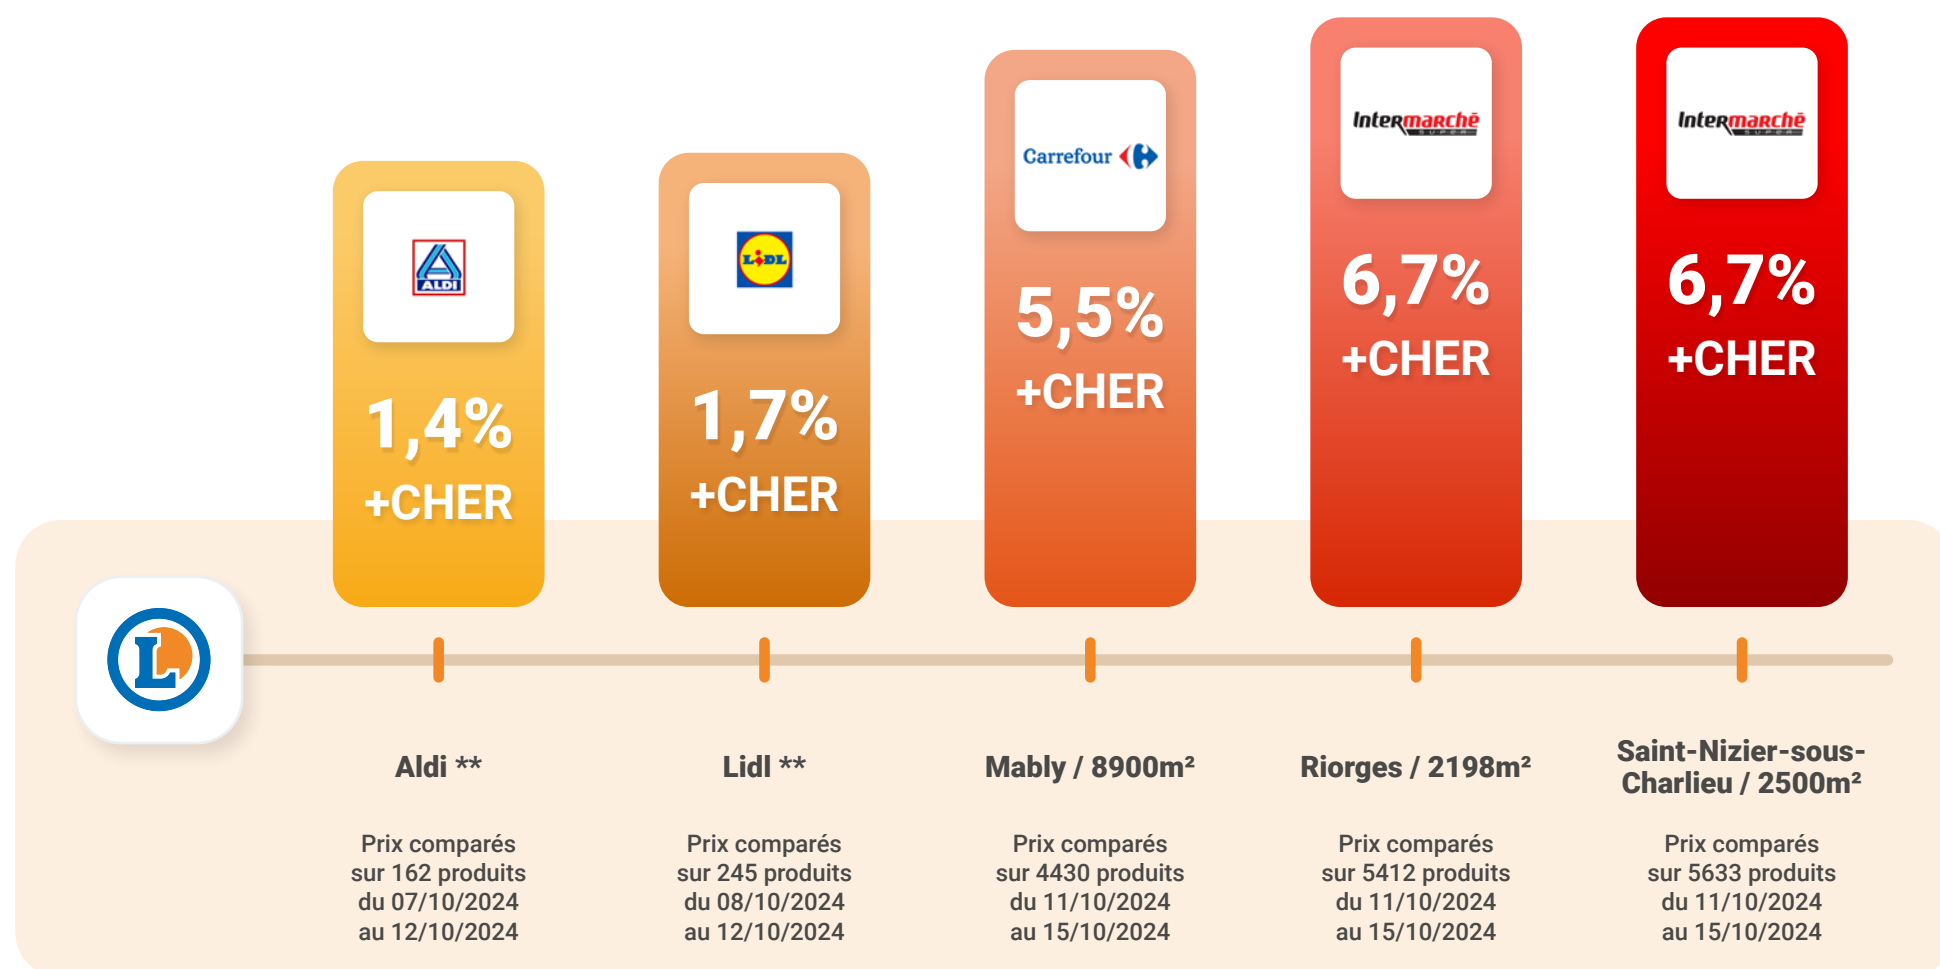 ALDI
1,4%
+CHER
LIDL
1,7%
+CHER
Carrefour
5,5%
+CHER
Intermarchē
SUPER
6,7%
+CHER
Intermarchē
SUPER
6,7%
+CHER
L
Aldi **
Prix comparés
sur 162 produits
du 07/10/2024
au 12/10/2024
Lidl **
Prix comparés
sur 245 produits
du 08/10/2024
au 12/10/2024
Mably / 8900m²
Prix comparés
sur 4430 produits
du 11/10/2024
au 15/10/2024
Riorges / 2198m²
Prix comparés
sur 5412 produits
du 11/10/2024
au 15/10/2024
Saint-Nizier-sous-
Charlieu / 2500m²
Prix comparés
sur 5633 produits
du 11/10/2024
au 15/10/2024